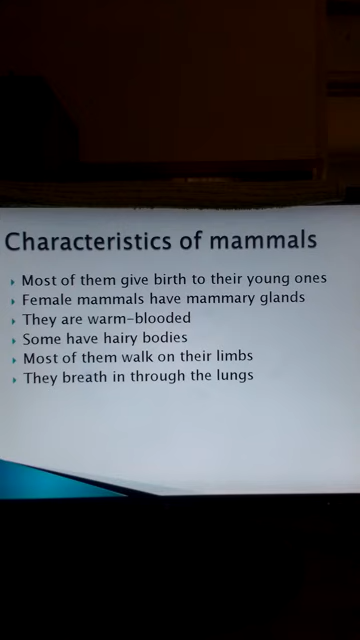 Characteristics of mammals
Most of them give birth to their young ones
Female mammals have mammary glands
They are warm-blooded
Some have hairy bodies
Most of them walk on their limbs
They breath in through the lungs